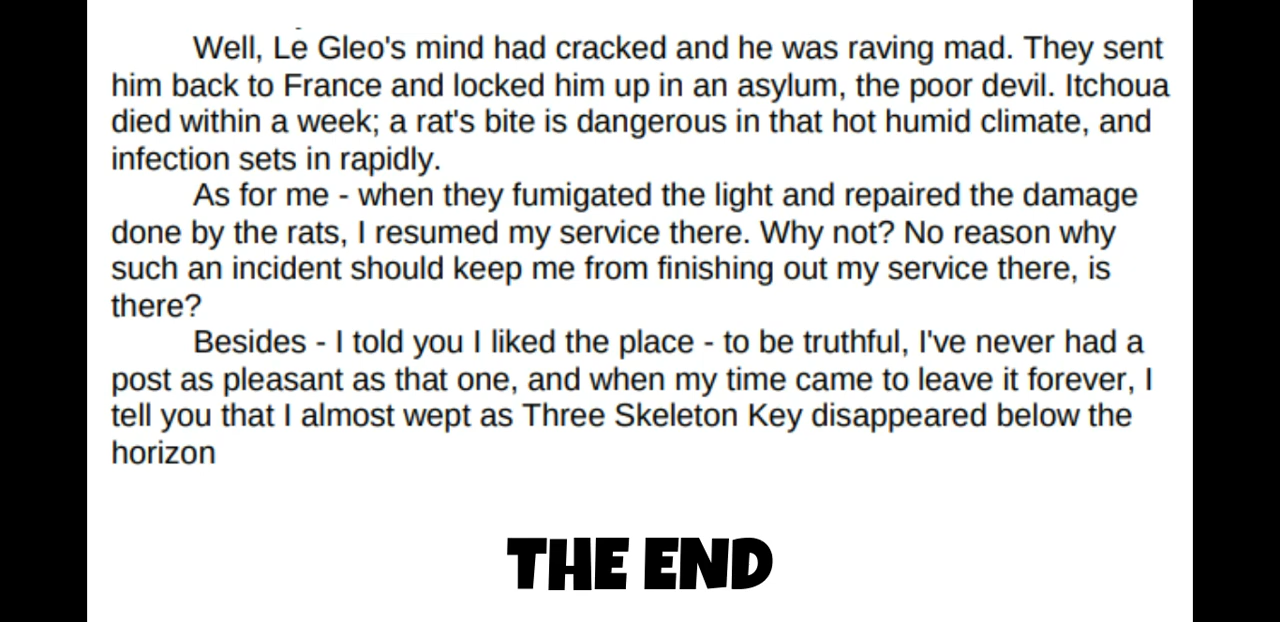 Well, Le Gleo's mind had cracked and he was raving mad. They sent
him back to France and locked him up in an asylum, the poor devil. Itchoua
died within a week; a rat's bite is dangerous in that hot humid climate, and
infection sets in rapidly.
As for me - when they fumigated the light and repaired the damage
done by the rats, I resumed my service there. Why not? No reason why
such an incident should keep me from finishing out my service there, is
there?
Besides - I told you I liked the place - to be truthful, I've never had a
post as pleasant as that one, and when my time came to leave it forever, I
tell you that I almost wept as Three Skeleton Key disappeared below the
horizon
THE END